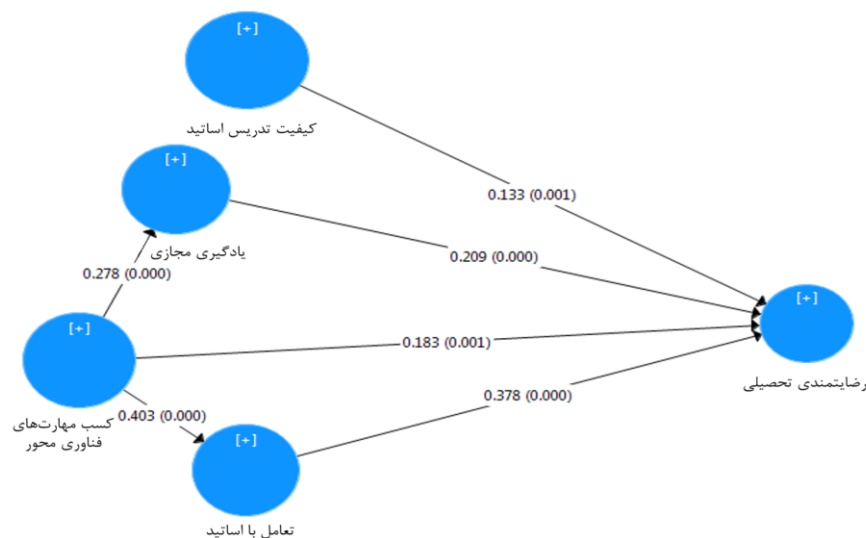 [+]
کیفیت تدریس اساتید
[+]
یادگیری مجازی
0.133 (0.001)
0.209 (0.000)
0.278 (0.000)
[+]
[+]
0.183 (0.001)
رضایتمندی تحصیلی
0.378 (0.000)
0.403 (0.000)
کسب مهارت‌های
فناوری محور
[+]
تعامل با اساتید